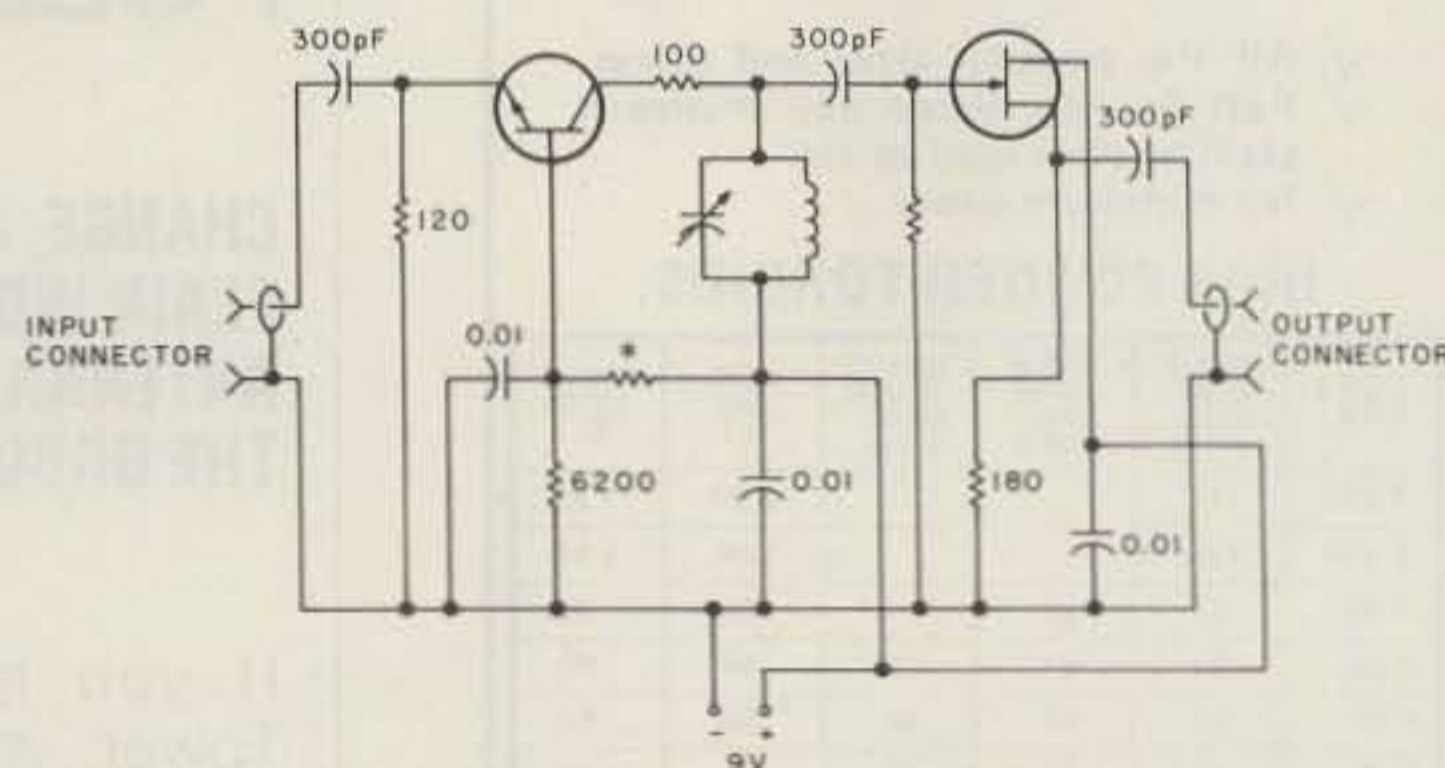 300pF
100
300pF
300pF
120
INPUT
CONNECTOR
OUTPUT
CONNECTOR
0.01
*
6200
0.01
180
0.01
- +
9V